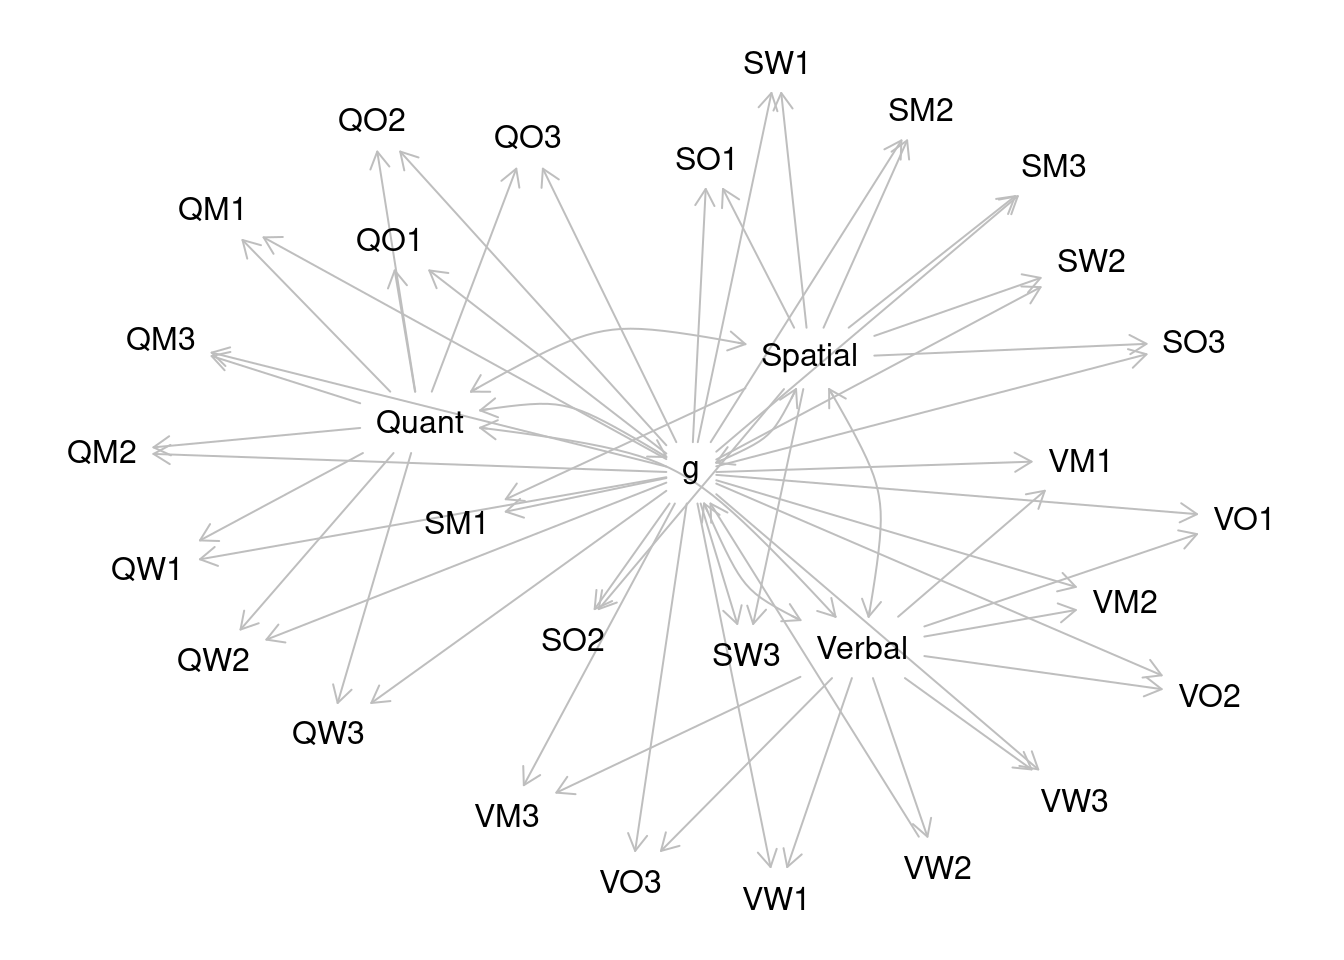 SW1
SM2
QO2
QO3
SO1
SM3
QM1
QO1
SW2
QM3
SO3
Spatial
Quant
QM2
g
VM1
SM1
VO1
QW1
VM2
SO2
Verbal
SW3
QW2
VO2
QW3
VW3
VM3
VW2
VO3
VW1